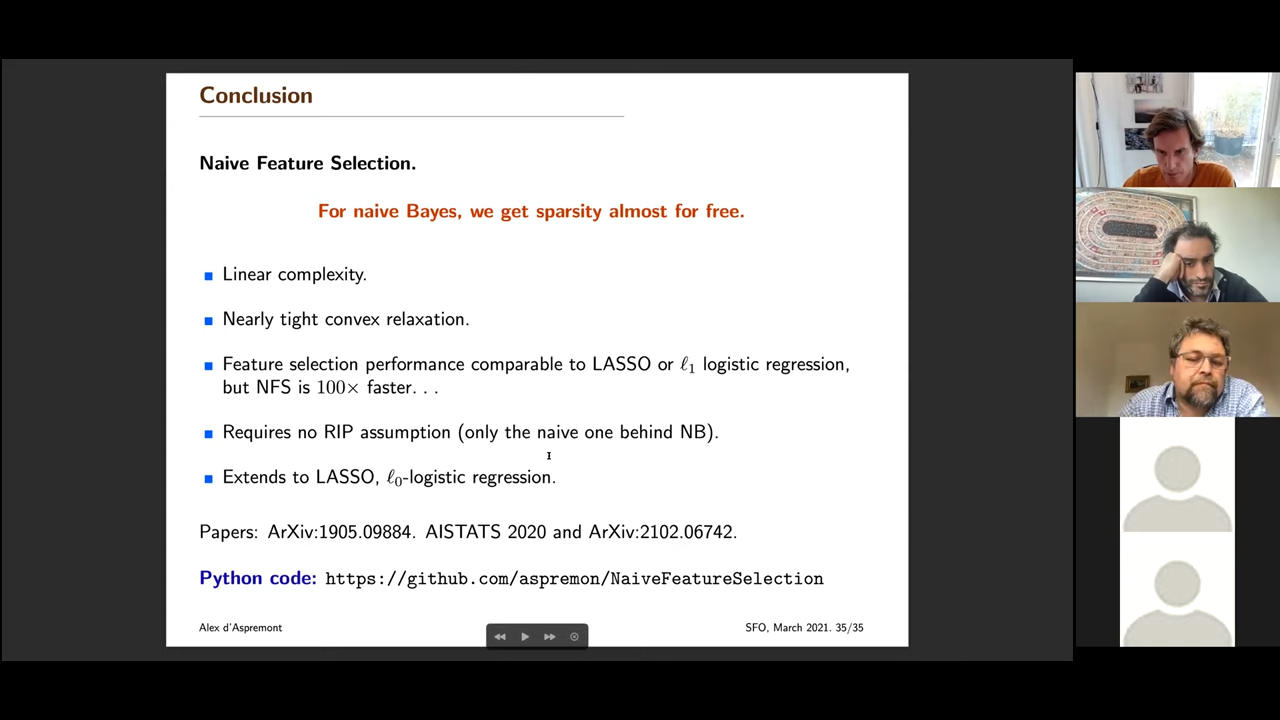 Conclusion
Naive Feature Selection.
For naive Bayes, we get sparsity almost for free.
Linear complexity.
Nearly tight convex relaxation.
Feature selection performance comparable to LASSO or ℓ₁ logistic regression,
but NFS is 100× faster. . .
Requires no RIP assumption (only the naive one behind NB).
Extends to LASSO, ℓ₀-logistic regression.
Papers: ArXiv:1905.09884. AISTATS 2020 and ArXiv:2102.06742.
Python code: https://github.com/aspremon/NaiveFeatureSelection
Alex d'Aspremont
SFO, March 2021. 35/35